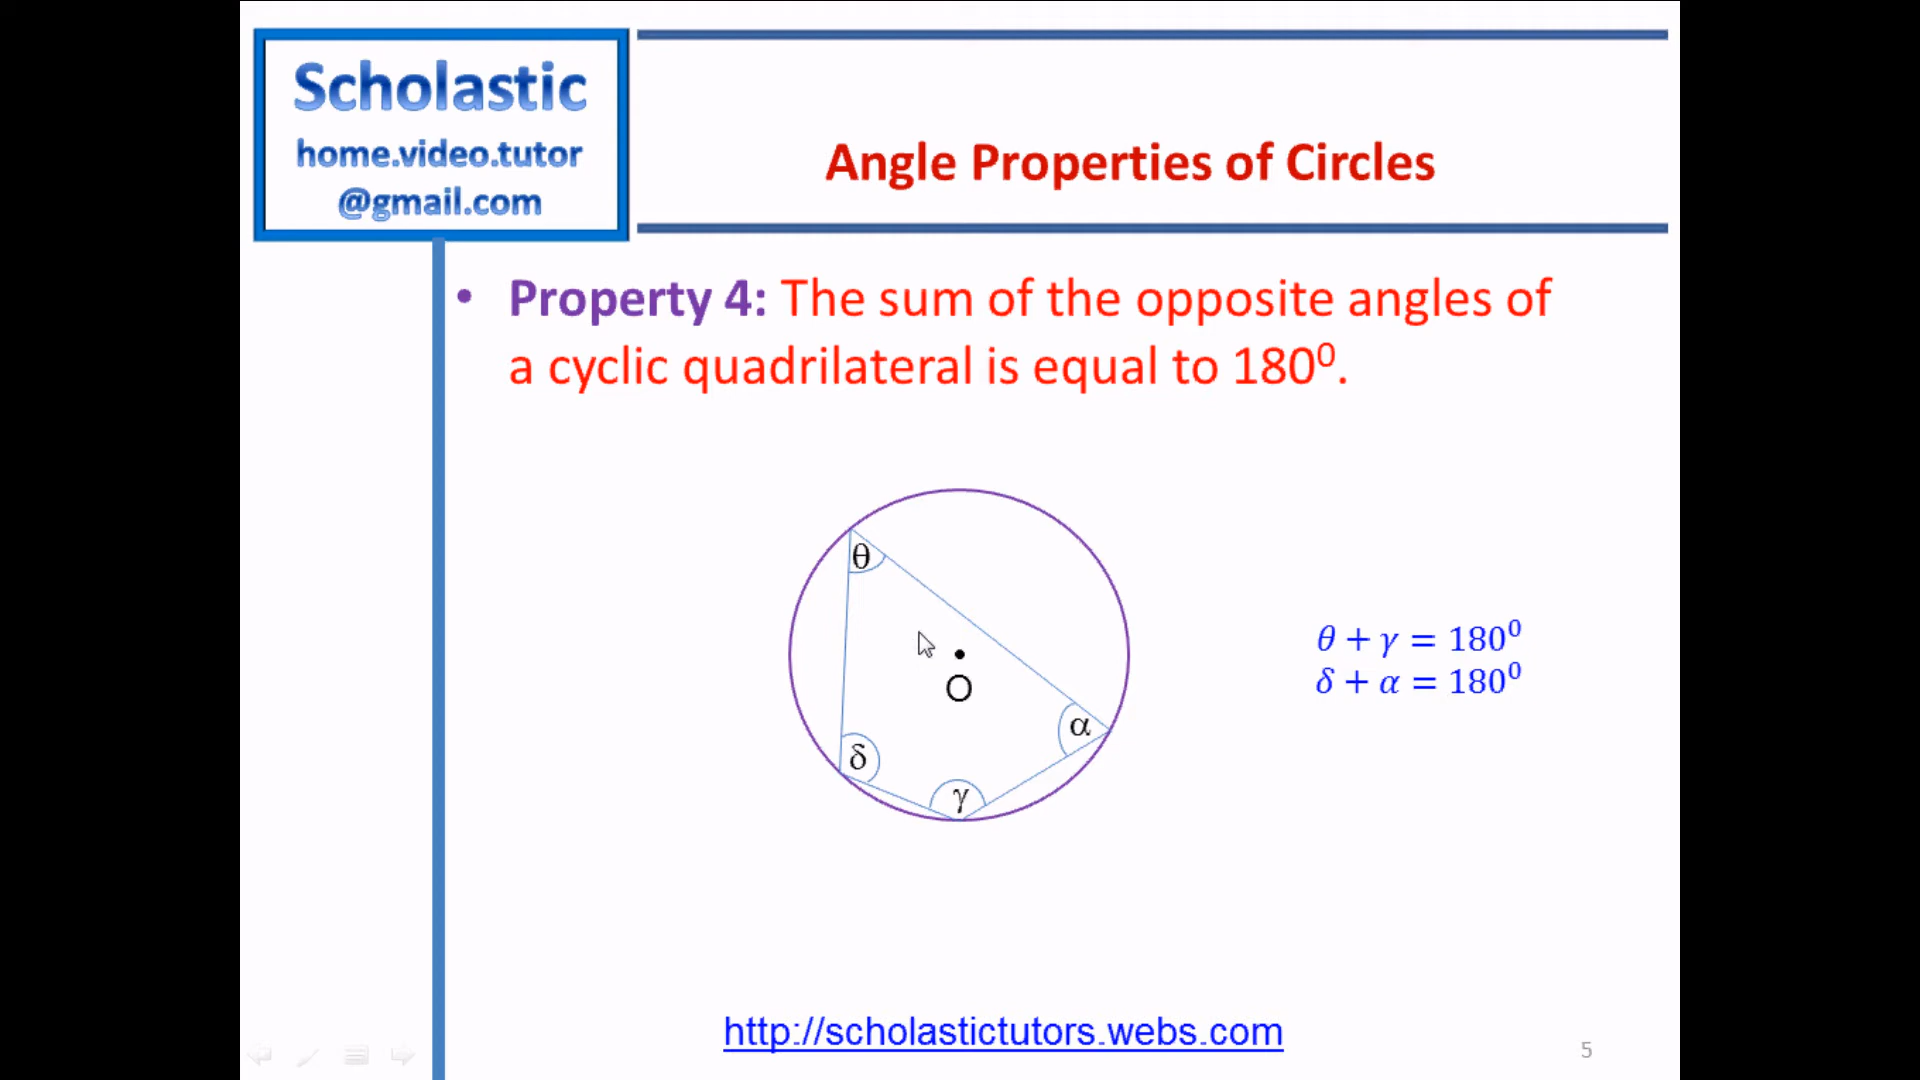 Scholastic
home.video.tutor
@gmail.com
Angle Properties of Circles
• Property 4: The sum of the opposite angles of
a cyclic quadrilateral is equal to 180⁰.
θ
O
α
δ
γ
θ + γ = 180⁰
δ + α = 180⁰
http://scholastictutors.webs.com
5